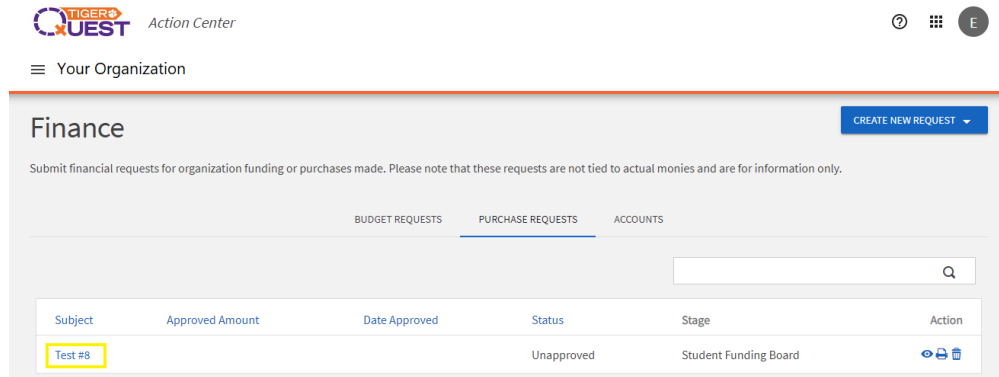 TIGER
QUEST Action Center
E
Your Organization
Finance
CREATE NEW REQUEST
Submit financial requests for organization funding or purchases made. Please note that these requests are not tied to actual monies and are for information only.
BUDGET REQUESTS PURCHASE REQUESTS ACCOUNTS
Subject Approved Amount Date Approved Status Stage Action
Test #8 Unapproved Student Funding Board